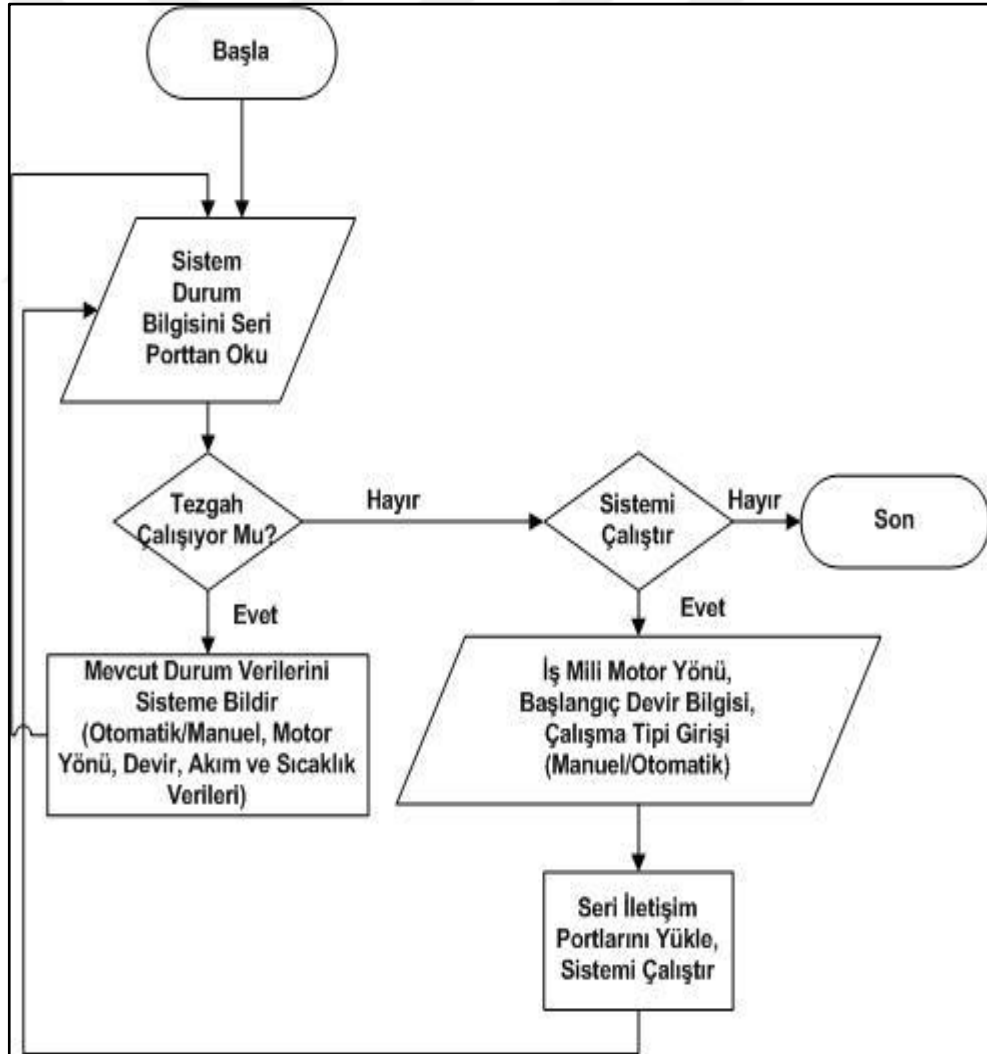 Başla
Sistem
Durum
Bilgisini Seri
Porttan Oku
Tezgah
Çalışıyor Mu?
Hayır
Sistemi
Çalıştır
Hayır
Son
Evet
Evet
Mevcut Durum Verilerini
Sisteme Bildir
(Otomatik/Manuel, Motor
Yönü, Devir, Akım ve Sıcaklık
Verileri)
İş Mili Motor Yönü,
Başlangıç Devir Bilgisi,
Çalışma Tipi Girişi
(Manuel/Otomatik)
Seri İletişim
Portlarını Yükle,
Sistemi Çalıştır